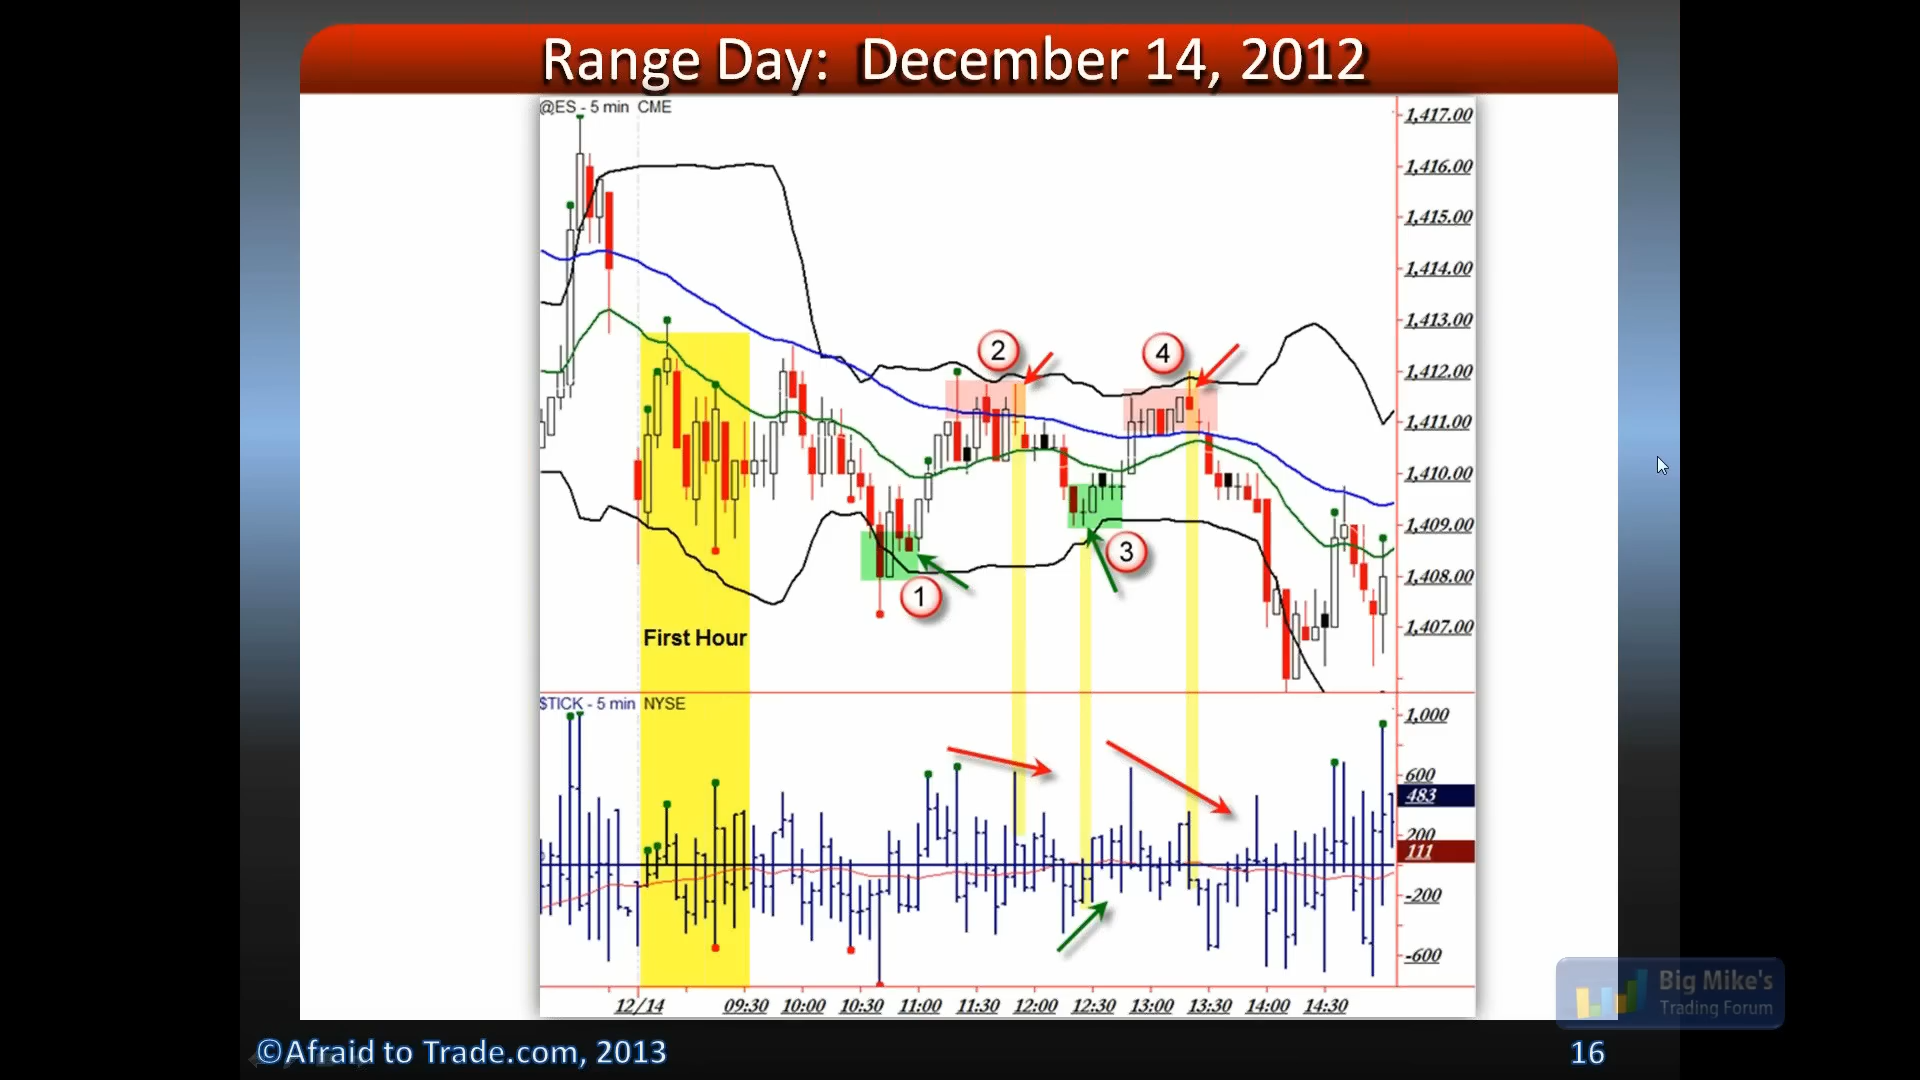 Range Day: December 14, 2012
@ES - 5 min CME
1,417.00
1,416.00
1,415.00
1,414.00
1,413.00
1,412.00
1,411.00
1,410.00
1,409.00
1,408.00
1,407.00
2
4
3
1
First Hour
$TICK - 5 min NYSE
1,000
600
483
200
111
-200
-600
12/14 09:30 10:00 10:30 11:00 11:30 12:00 12:30 13:00 13:30 14:00 14:30
Big Mike's
Trading Forum
©Afraid to Trade.com, 2013
16